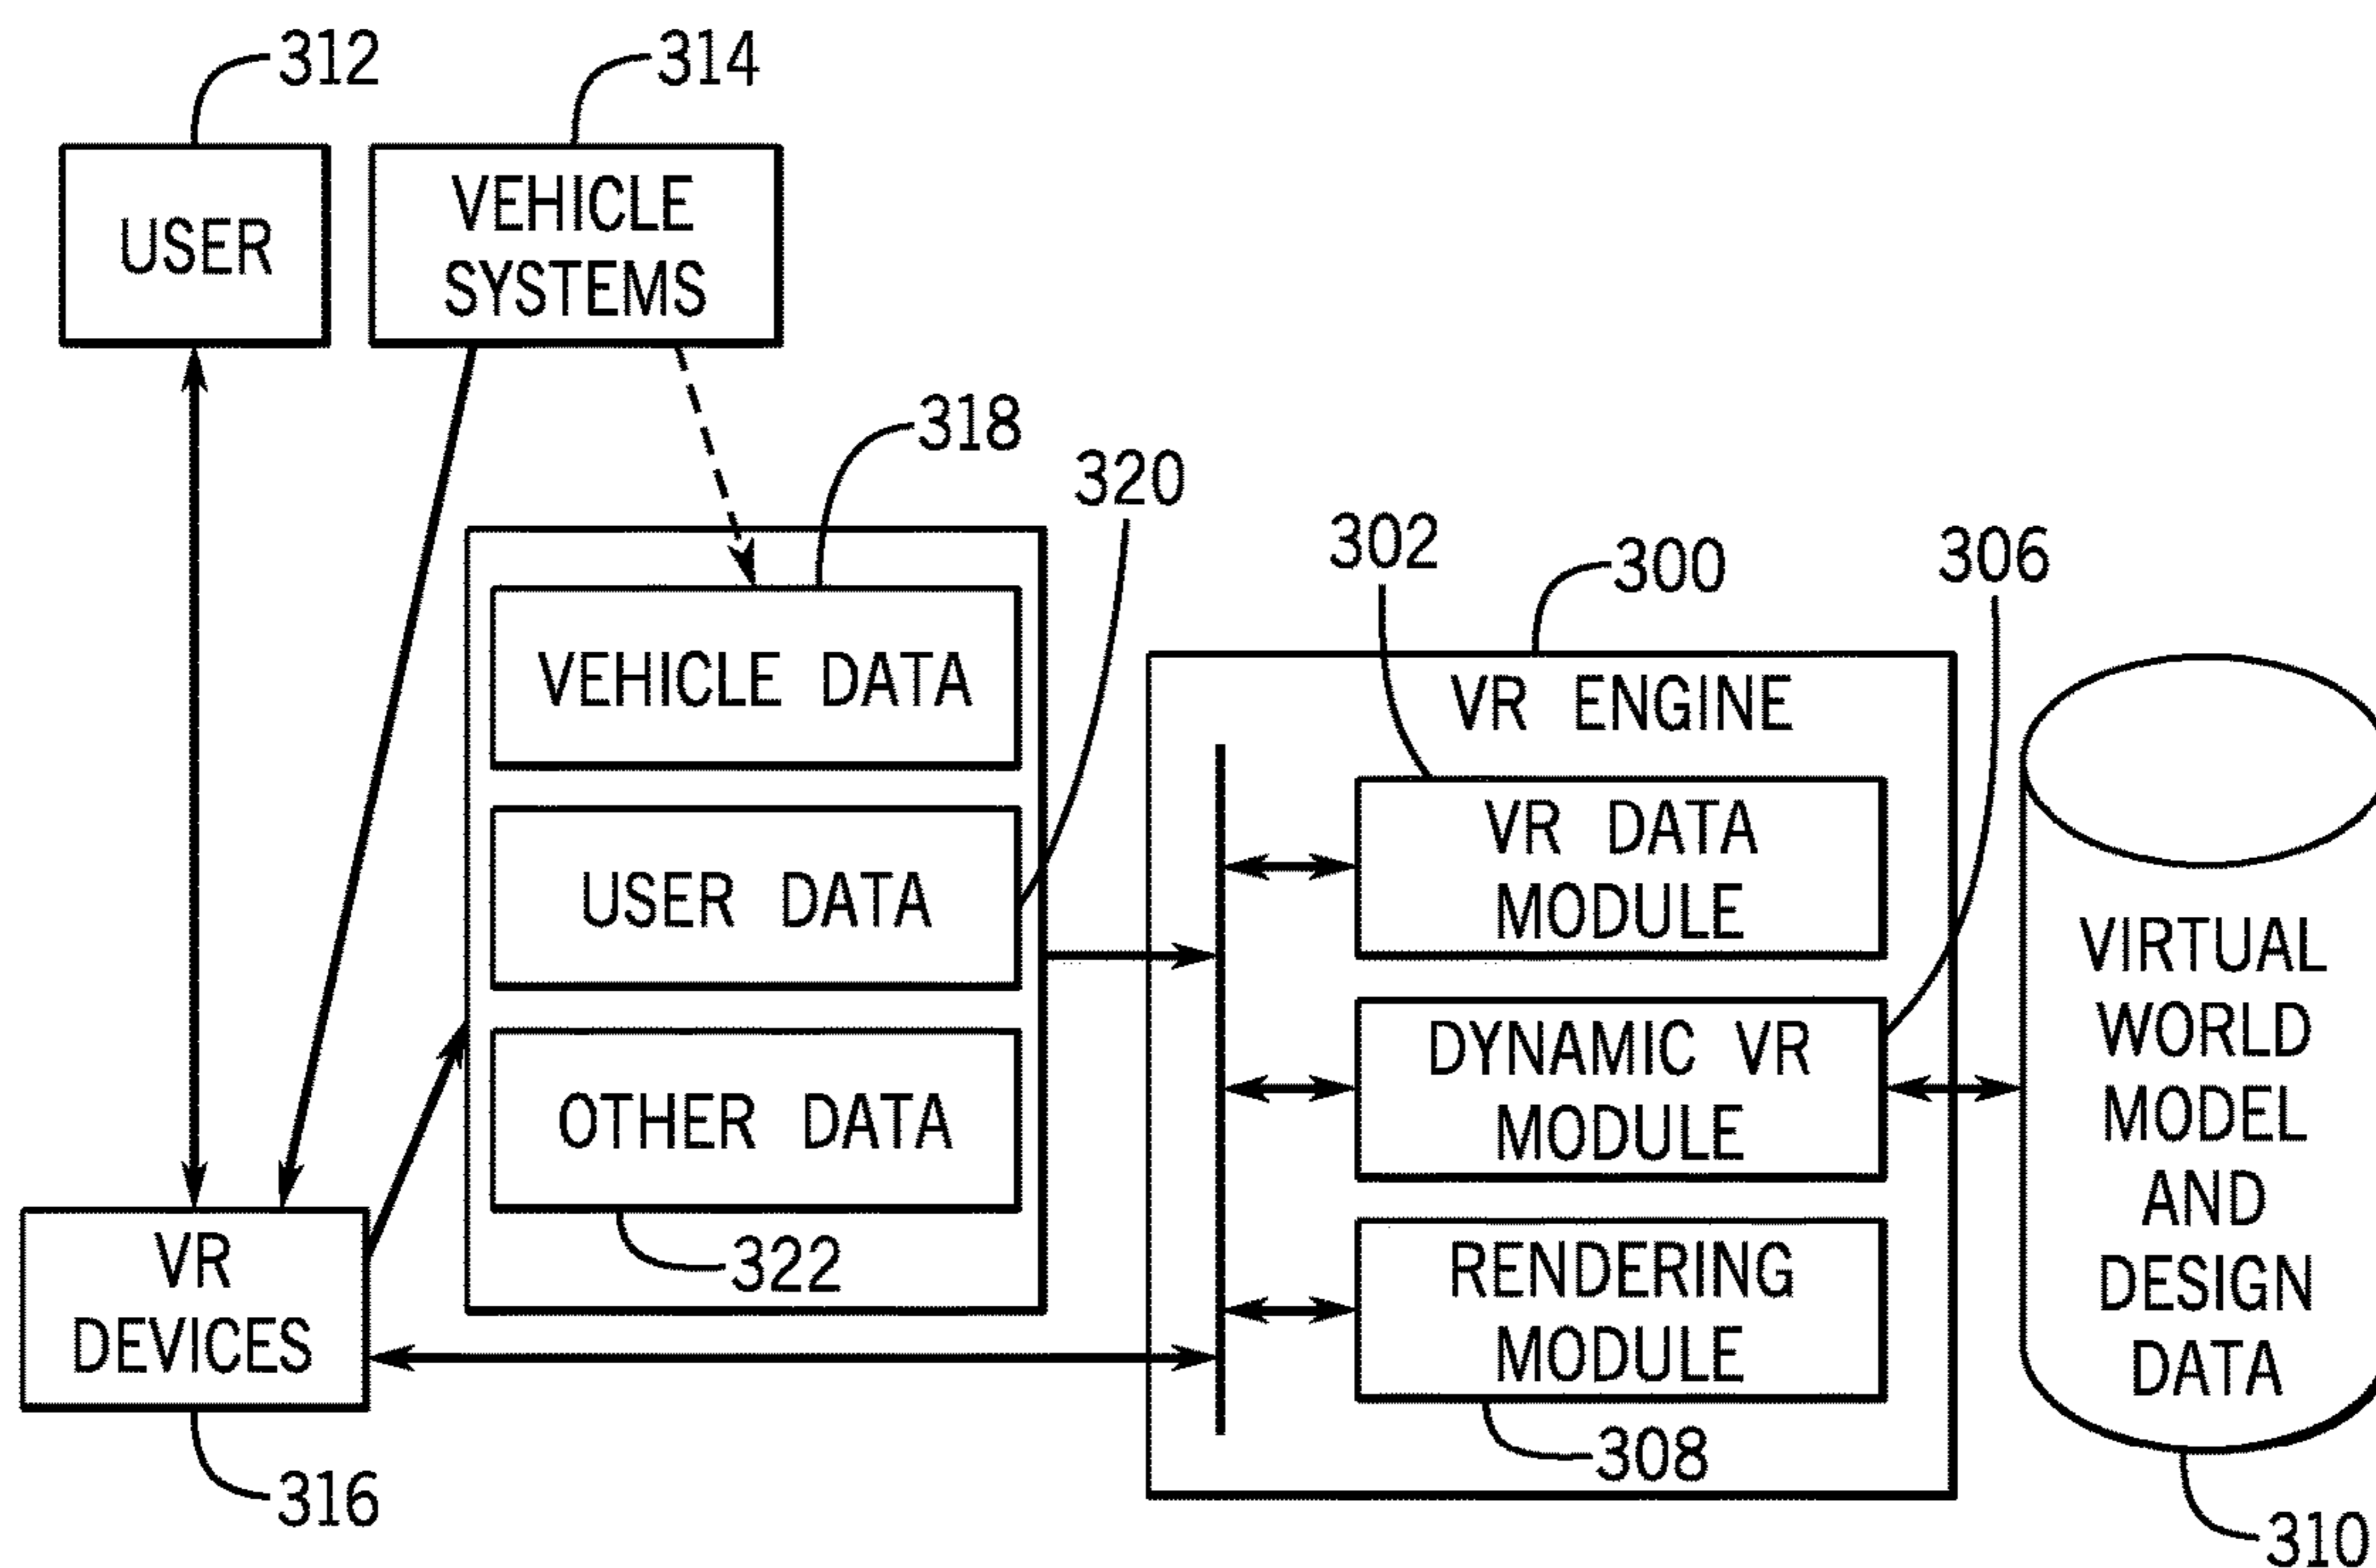 312
314
USER
VEHICLE
SYSTEMS
318
320
302
300
306
VEHICLE DATA
VR ENGINE
USER DATA
VR DATA
MODULE
OTHER DATA
DYNAMIC VR
MODULE
VIRTUAL
WORLD
MODEL
AND
DESIGN
DATA
322
RENDERING
MODULE
VR
DEVICES
308
316
310